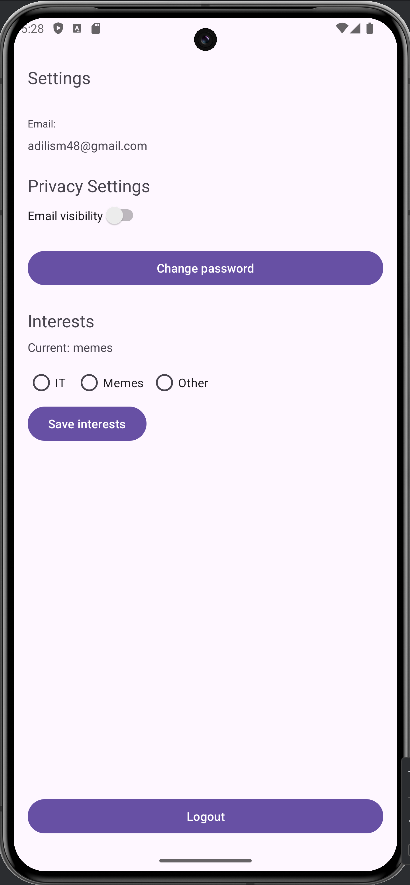 5:28
Settings
Email:
adilism48@gmail.com
Privacy Settings
Email visibility
Change password
Interests
Current: memes
IT Memes Other
Save interests
Logout